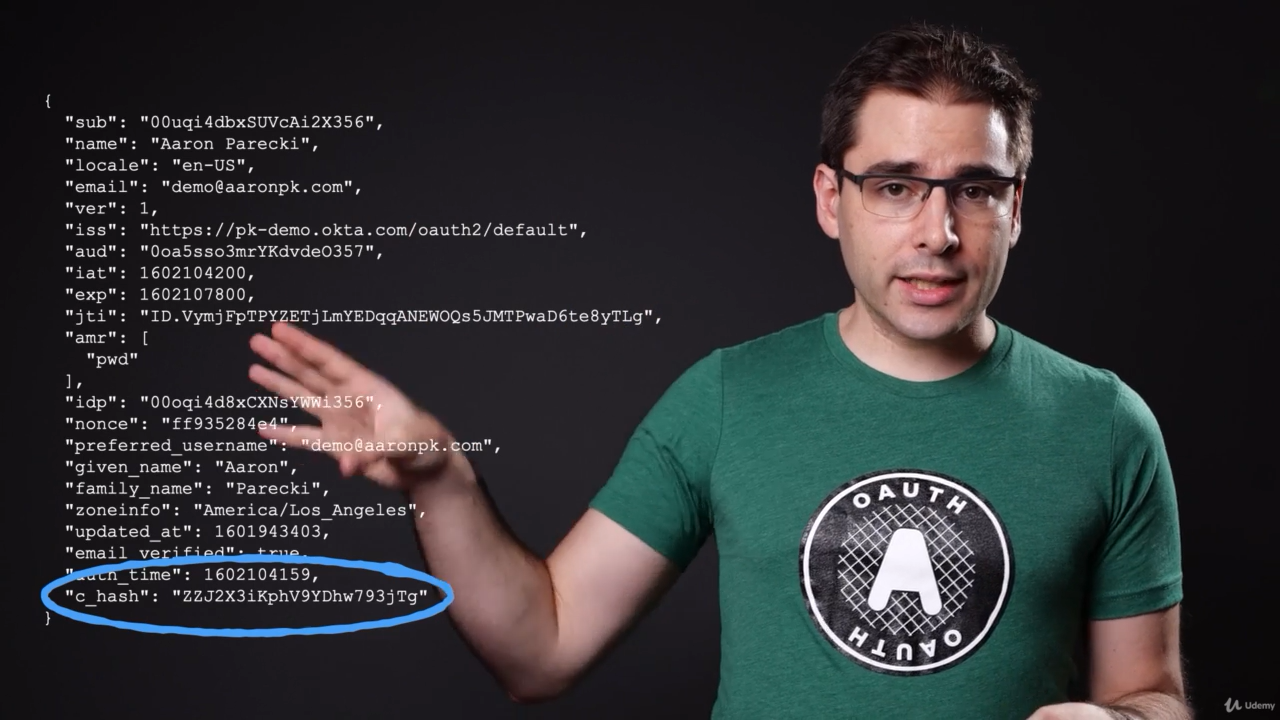 {
"sub": "00uqi4dbxSUVcAi2X356",
"name": "Aaron Parecki",
"locale": "en-US",
"email": "demo@aaronpk.com",
"ver": 1,
"iss": "https://pk-demo.okta.com/oauth2/default",
"aud": "0oa5sso3mrYKdvdeO357",
"iat": 1602104200,
"exp": 1602107800,
"jti": "ID.VymjFpTPYZETjLmYEDqqANEWOQs5JMTPwaD6te8yTLg",
"amr": [
"pwd"
],
"idp": "00oqi4d8xCXNsYWWi356",
"nonce": "ff935284e4",
"preferred_username": "demo@aaronpk.com",
"given_name": "Aaron",
"family_name": "Parecki",
"zoneinfo": "America/Los_Angeles",
"updated_at": 1601943403,
"email_verified": true,
"auth_time": 1602104159,
"c_hash": "ZZJ2X3iKphV9YDhw793jTg"
}
OAUTH
A
OAUTH
Udemy